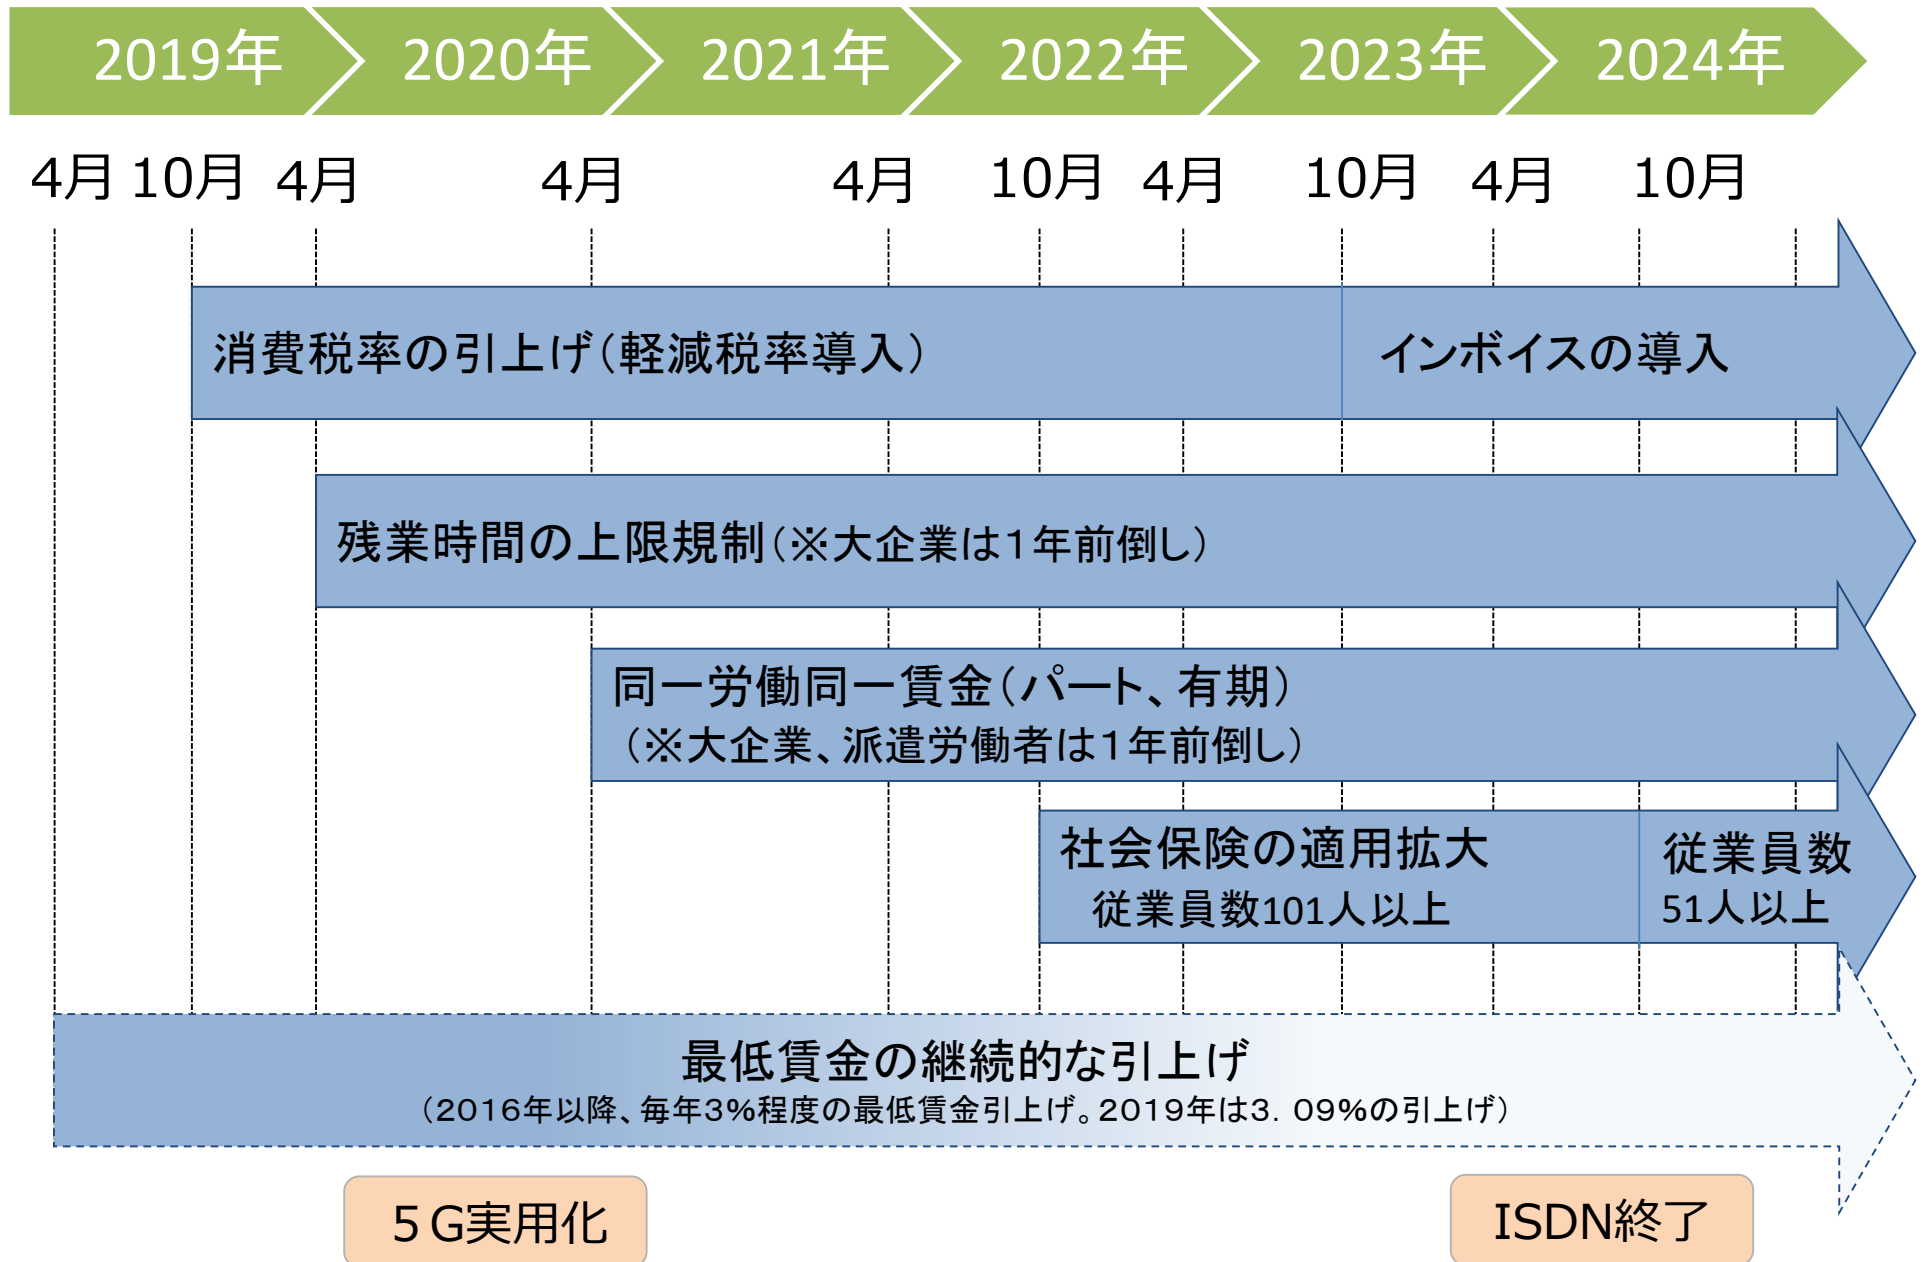 2019年 2020年 2021年 2022年 2023年 2024年
4月 10月 4月 4月 4月 10月 4月 10月 4月 10月
消費税率の引上げ（軽減税率導入） インボイスの導入
残業時間の上限規制（※大企業は１年前倒し）
同一労働同一賃金（パート、有期）
（※大企業、派遣労働者は１年前倒し）
社会保険の適用拡大
従業員数101人以上
従業員数
51人以上
最低賃金の継続的な引上げ
（２０１６年以降、毎年３％程度の最低賃金引上げ。２０１９年は３．０９％の引上げ）
５G実用化
ISDN終了